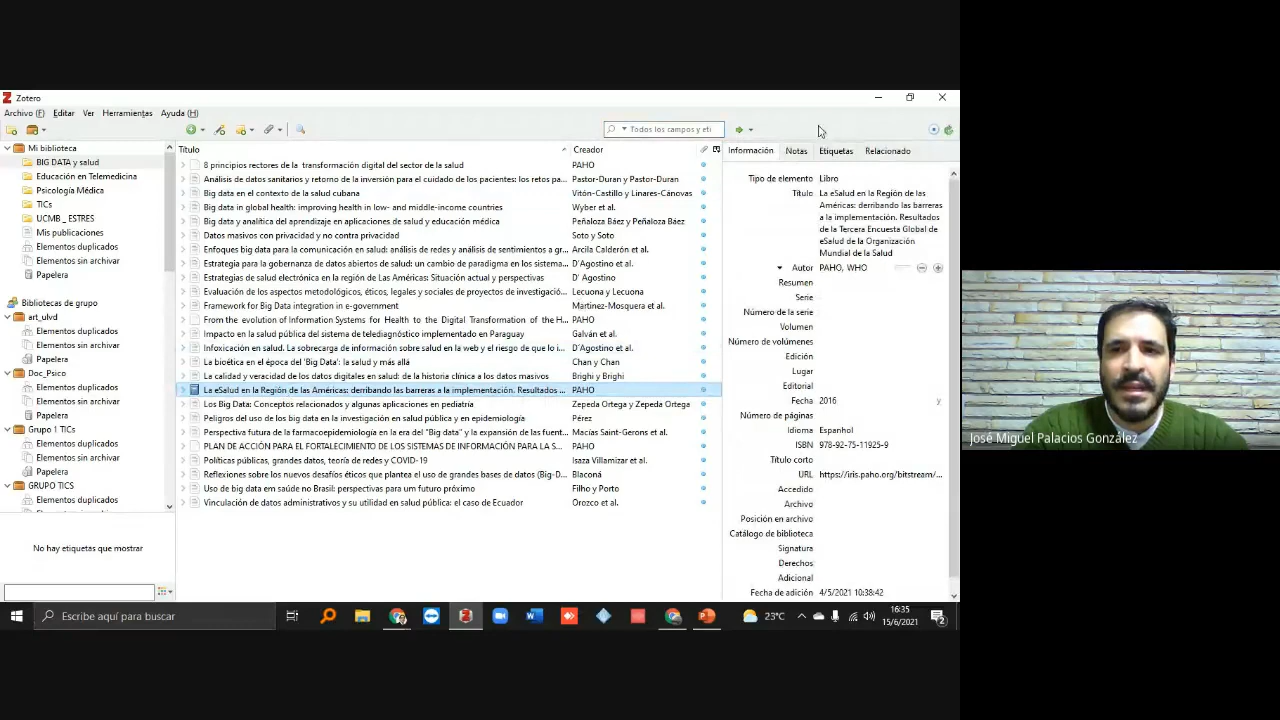 Zotero
Archivo (F) Editar Ver Herramientas Ayuda (H)
Todos los campos y eti
Mi biblioteca
BIG DATA y salud
Educación en Telemedicina
Psicología Médica
TICs
UCMB _ ESTRES
Mis publicaciones
Elementos duplicados
Elementos sin archivar
Papelera
Bibliotecas de grupo
art_ulvd
Elementos duplicados
Elementos sin archivar
Papelera
Doc_Psico
Elementos duplicados
Elementos sin archivar
Papelera
Grupo 1 TICs
Elementos duplicados
Elementos sin archivar
Papelera
GRUPO TICS
Elementos duplicados
No hay etiquetas que mostrar
Título Creador
8 principios rectores de la transformación digital del sector de la salud PAHO
Análisis de datos sanitarios y retorno de la inversión para el cuidado de los pacientes: los retos pa... Pastor-Duran y Pastor-Duran
Big data en el contexto de la salud cubana Vitón-Castillo y Linares-Cánovas
Big data in global health: improving health in low- and middle-income countries Wyber et al.
Big data y analítica del aprendizaje en aplicaciones de salud y educación médica Peñaloza Báez y Peñaloza Báez
Datos masivos con privacidad y no contra privacidad Soto y Soto
Enfoques big data para la comunicación en salud: análisis de redes y análisis de sentimientos a gr... Arcila Calderón et al.
Estrategia para la gobernanza de datos abiertos de salud: un cambio de paradigma en los sistema... D'Agostino et al.
Estrategias de salud electrónica en la región de Las Américas: Situación actual y perspectivas D' Agostino
Evaluación de los aspectos metodológicos, éticos, legales y sociales de proyectos de investigació... Lecuona y Lecuona
Framework for Big Data integration in e-government Martinez-Mosquera et al.
From the evolution of Information Systems for Health to the Digital Transformation of the H... PAHO
Impacto en la salud pública del sistema de telediagnóstico implementado en Paraguay Galván et al.
Infoxicación en salud. La sobrecarga de información sobre salud en la web y el riesgo de que lo i... D'Agostino et al.
La bioética en el época del 'Big Data': la salud y más allá Chan y Chan
La calidad y veracidad de los datos digitales en salud: de la historia clínica a los datos masivos Brighi y Brighi
La eSalud en la Región de las Américas: derribando las barreras a la implementación. Resultados ... PAHO
Los Big Data: Conceptos relacionados y algunas aplicaciones en pediatría Zepeda Ortega y Zepeda Ortega
Peligros del uso de los big data en la investigación en salud pública y en epidemiología Pérez
Perspectiva futura de la farmacoepidemiología en la era del "Big data" y la expansión de las fuent... Macías Saint-Gerons et al.
PLAN DE ACCIÓN PARA EL FORTALECIMIENTO DE LOS SISTEMAS DE INFORMACIÓN PARA LA S... PAHO
Políticas públicas, grandes datos, teoría de redes y COVID-19 Isaza Villamizar et al.
Reflexiones sobre los nuevos desafíos éticos que plantea el uso de grandes bases de datos (Big-D... Blaconá
Uso de big data em saúde no Brasil: perspectivas para um futuro próximo Filho y Porto
Vinculación de datos administrativos y su utilidad en salud pública: el caso de Ecuador Orozco et al.
Información Notas Etiquetas Relacionado
Tipo de elemento Libro
Título La eSalud en la Región de las
Américas: derribando las barreras
a la implementación. Resultados
de la Tercera Encuesta Global de
eSalud de la Organización
Mundial de la Salud
Autor PAHO, WHO
Resumen
Serie
Número de la serie
Volumen
Número de volúmenes
Edición
Lugar
Editorial
Fecha 2016 y
Número de páginas
Idioma Espanhol
ISBN 978-92-75-11925-9
Título corto
URL https://iris.paho.org/bitstream/...
Accedido
Archivo
Posición en archivo
Catálogo de biblioteca
Signatura
Derechos
Adicional
Fecha de adición 4/5/2021 10:38:42
Escribe aquí para buscar
23°C
16:35
15/6/2021
2
José Miguel Palacios González